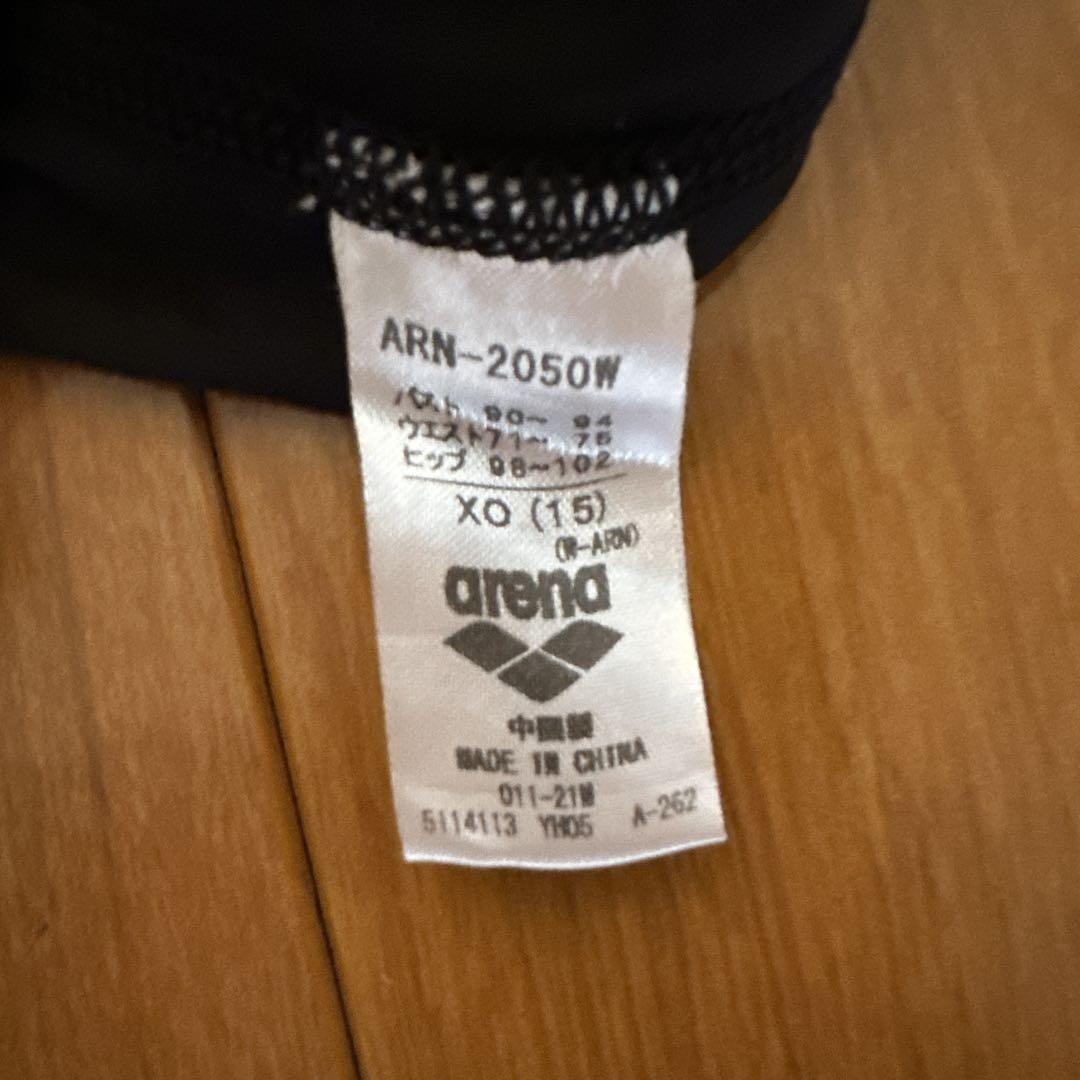 ARN-2050W
バスト 90~ 94
ウエスト71~ 75
ヒップ 98~102
XO (15)
(W-ARN)
arena
中国製
MADE IN CHINA
011-21W
5114113 YH05 A-262